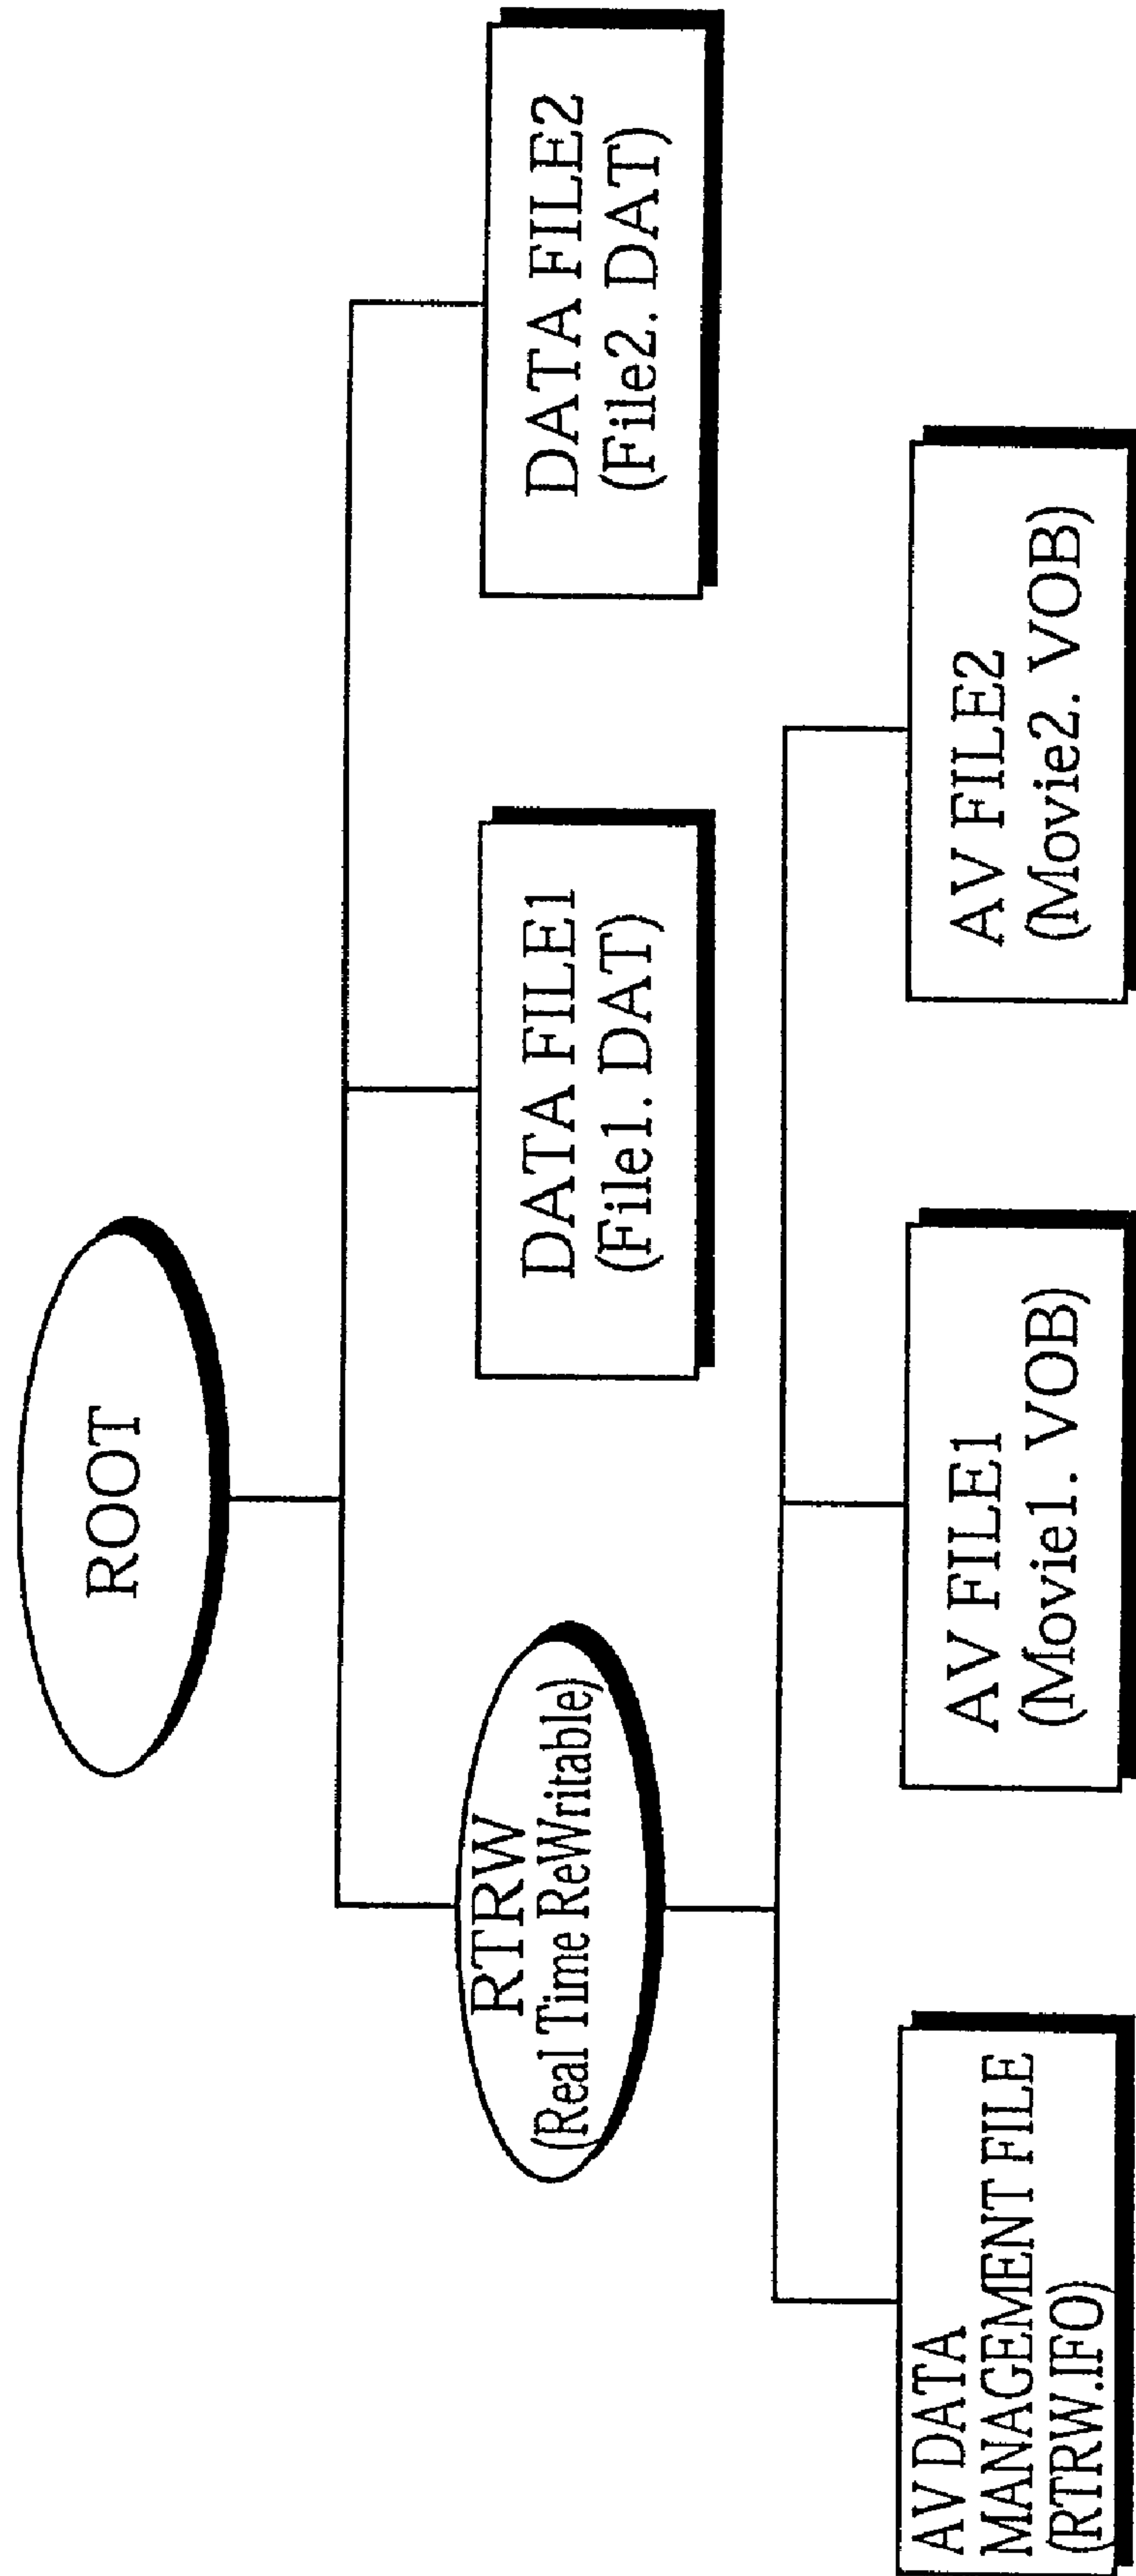 ROOT
RTRW
(Real Time ReWritable)
DATA FILE1
(File1. DAT)
DATA FILE2
(File2. DAT)
AV DATA
MANAGEMENT FILE
(RTRW.IFO)
AV FILE1
(Movie1. VOB)
AV FILE2
(Movie2. VOB)